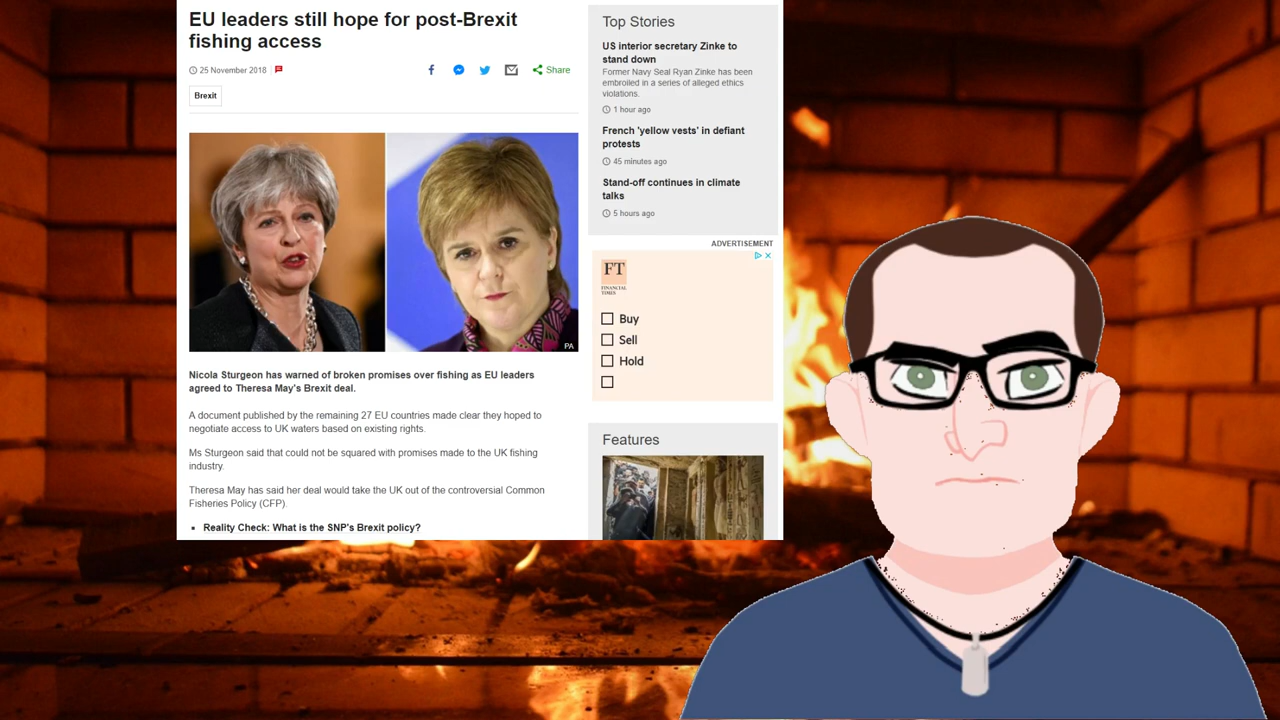 EU leaders still hope for post-Brexit
fishing access
25 November 2018
Share
Brexit
PA
Nicola Sturgeon has warned of broken promises over fishing as EU leaders
agreed to Theresa May's Brexit deal.
A document published by the remaining 27 EU countries made clear they hoped to
negotiate access to UK waters based on existing rights.
Ms Sturgeon said that could not be squared with promises made to the UK fishing
industry.
Theresa May has said her deal would take the UK out of the controversial Common
Fisheries Policy (CFP)
Reality Check: What is the SNP's Brexit policy?
Top Stories
US interior secretary Zinke to
stand down
Former Navy Seal Ryan Zinke has been
embroiled in a series of alleged ethics
violations.
1 hour ago
French 'yellow vests' in defiant
protests
45 minutes ago
Stand-off continues in climate
talks
5 hours ago
ADVERTISEMENT
FT
FINANCIAL
TIMES
Buy
Sell
Hold
Features